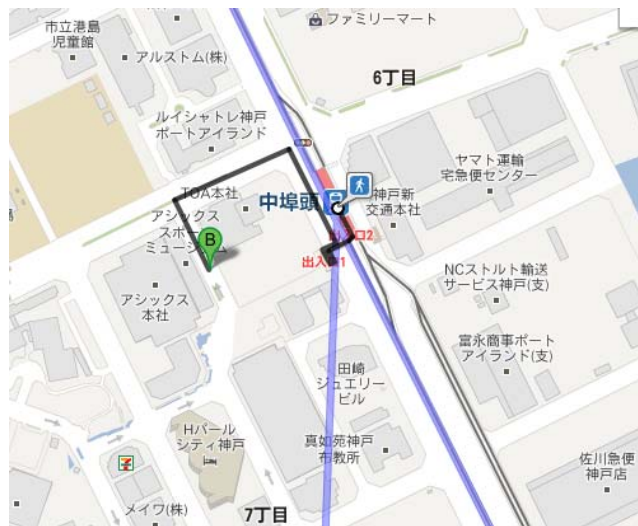 ファミリーマート
市立港島
児童館
アルストム(株)
6丁目
ルイシャトレ神戸
ポートアイランド
ヤマト運輸
宅急便センター
TOA本社
中埠頭
神戸新
交通本社
アシックス
スポーツ
ミュージアム
B
出入口2
出入口1
アシックス
本社
NCストルト輸送
サービス神戸(支)
富永商事ポート
アイランド(支)
田崎
ジュエリー
ビル
Hパール
シティ神戸
真如苑神戸
布教所
佐川急便
神戸店
メイワ(株)
7丁目